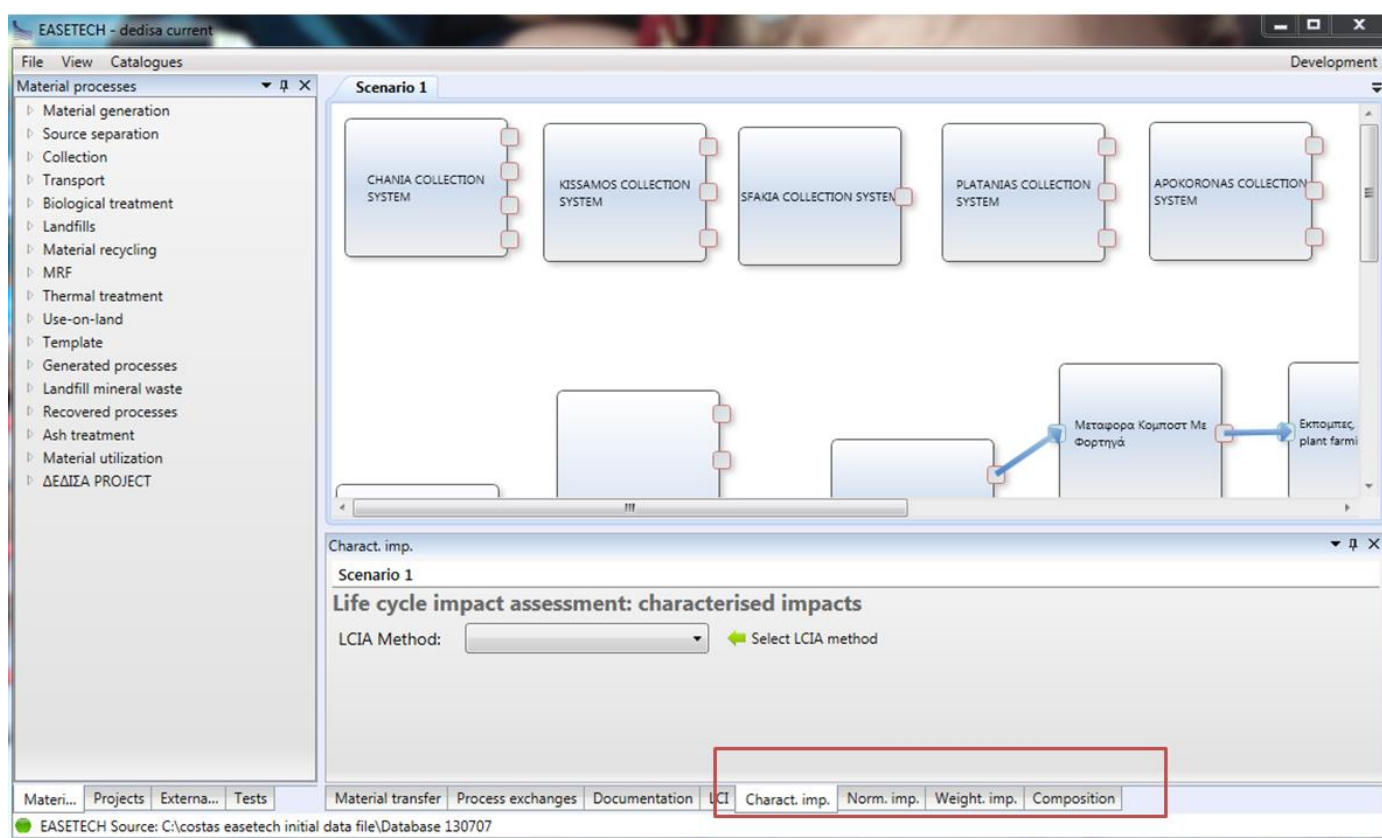 EASETECH - dedisa current
File View Catalogues
Development
Material processes
Material generation
Source separation
Collection
Transport
Biological treatment
Landfills
Material recycling
MRF
Thermal treatment
Use-on-land
Template
Generated processes
Landfill mineral waste
Recovered processes
Ash treatment
Material utilization
ΔΕΔΙΣΑ PROJECT
Scenario 1
CHANIA COLLECTION
SYSTEM
KISSAMOS COLLECTION
SYSTEM
SFAKIA COLLECTION SYSTEM
PLATANIAS COLLECTION
SYSTEM
APOKORONAS COLLECTION
SYSTEM
Μεταφορα Κομποστ Με
Φορτηγά
Εκπομπες,
plant farmi
Charact. imp.
Scenario 1
Life cycle impact assessment: characterised impacts
LCIA Method:
Select LCIA method
Materi... Projects Externa... Tests
Material transfer Process exchanges Documentation LCI Charact. imp. Norm. imp. Weight. imp. Composition
EASETECH Source: C:\costas easetech initial data file\Database 130707